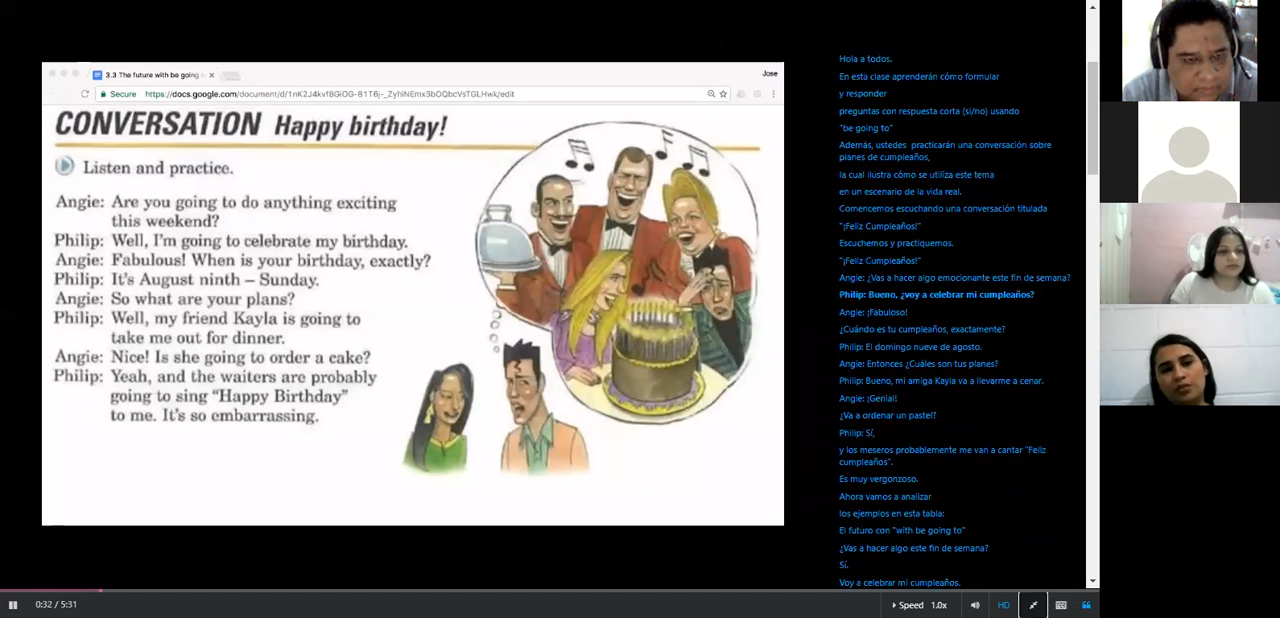 3.3 The future with be going t
Jose
Secure
https://docs.google.com/document/d/1nK2J4kvf8GiOG-81T6j-_ZyhiNEmx3bOQbcVsTGLHwk/edit
CONVERSATION Happy birthday!
Listen and practice.
Angie: Are you going to do anything exciting
this weekend?
Philip: Well, I'm going to celebrate my birthday.
Angie: Fabulous! When is your birthday, exactly?
Philip: It's August ninth – Sunday.
Angie: So what are your plans?
Philip: Well, my friend Kayla is going to
take me out for dinner.
Angie: Nice! Is she going to order a cake?
Philip: Yeah, and the waiters are probably
going to sing "Happy Birthday"
to me. It's so embarrassing.
Hola a todos.
En esta clase aprenderán cómo formular
y responder
preguntas con respuesta corta (si/no) usando
"be going to"
Además, ustedes practicarán una conversación sobre
planes de cumpleaños,
la cual ilustra cómo se utiliza este tema
en un escenario de la vida real.
Comencemos escuchando una conversación titulada
"¡Feliz Cumpleaños!"
Escuchemos y practiquemos.
"¡Feliz Cumpleaños!"
Angie: ¿Vas a hacer algo emocionante este fin de semana?
Philip: Bueno, ¿voy a celebrar mi cumpleaños?
Angie: ¡Fabuloso!
¿Cuándo es tu cumpleaños, exactamente?
Philip: El domingo nueve de agosto.
Angie: Entonces ¿Cuáles son tus planes?
Philip: Bueno, mi amiga Kayla va a llevarme a cenar.
Angie: ¡Genial!
¿Va a ordenar un pastel?
Philip: Sí,
y los meseros probablemente me van a cantar "Feliz
cumpleaños".
Es muy vergonzoso.
Ahora vamos a analizar
los ejemplos en esta tabla:
El futuro con "with be going to"
¿Vas a hacer algo este fin de semana?
Sí.
Voy a celebrar mi cumpleaños.
0:32 / 5:31
Speed 1.0x
HD